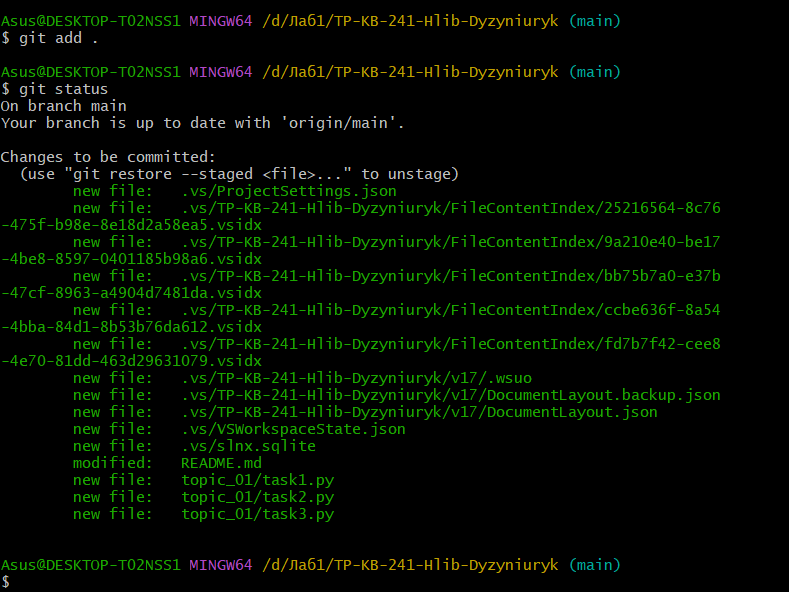 Asus@DESKTOP-T02NSS1 MINGW64 /d/Лаб1/TP-KB-241-Hlib-Dyzyniuryk (main)
$ git add .

Asus@DESKTOP-T02NSS1 MINGW64 /d/Лаб1/TP-KB-241-Hlib-Dyzyniuryk (main)
$ git status
On branch main
Your branch is up to date with 'origin/main'.

Changes to be committed:
  (use "git restore --staged <file>..." to unstage)
        new file:   .vs/ProjectSettings.json
        new file:   .vs/TP-KB-241-Hlib-Dyzyniuryk/FileContentIndex/25216564-8c76
-475f-b98e-8e18d2a58ea5.vsidx
        new file:   .vs/TP-KB-241-Hlib-Dyzyniuryk/FileContentIndex/9a210e40-be17
-4be8-8597-0401185b98a6.vsidx
        new file:   .vs/TP-KB-241-Hlib-Dyzyniuryk/FileContentIndex/bb75b7a0-e37b
-47cf-8963-a4904d7481da.vsidx
        new file:   .vs/TP-KB-241-Hlib-Dyzyniuryk/FileContentIndex/ccbe636f-8a54
-4bba-84d1-8b53b76da612.vsidx
        new file:   .vs/TP-KB-241-Hlib-Dyzyniuryk/FileContentIndex/fd7b7f42-cee8
-4e70-81dd-463d29631079.vsidx
        new file:   .vs/TP-KB-241-Hlib-Dyzyniuryk/v17/.wsuo
        new file:   .vs/TP-KB-241-Hlib-Dyzyniuryk/v17/DocumentLayout.backup.json
        new file:   .vs/TP-KB-241-Hlib-Dyzyniuryk/v17/DocumentLayout.json
        new file:   .vs/VSWorkspaceState.json
        new file:   .vs/slnx.sqlite
        modified:   README.md
        new file:   topic_01/task1.py
        new file:   topic_01/task2.py
        new file:   topic_01/task3.py

Asus@DESKTOP-T02NSS1 MINGW64 /d/Лаб1/TP-KB-241-Hlib-Dyzyniuryk (main)
$